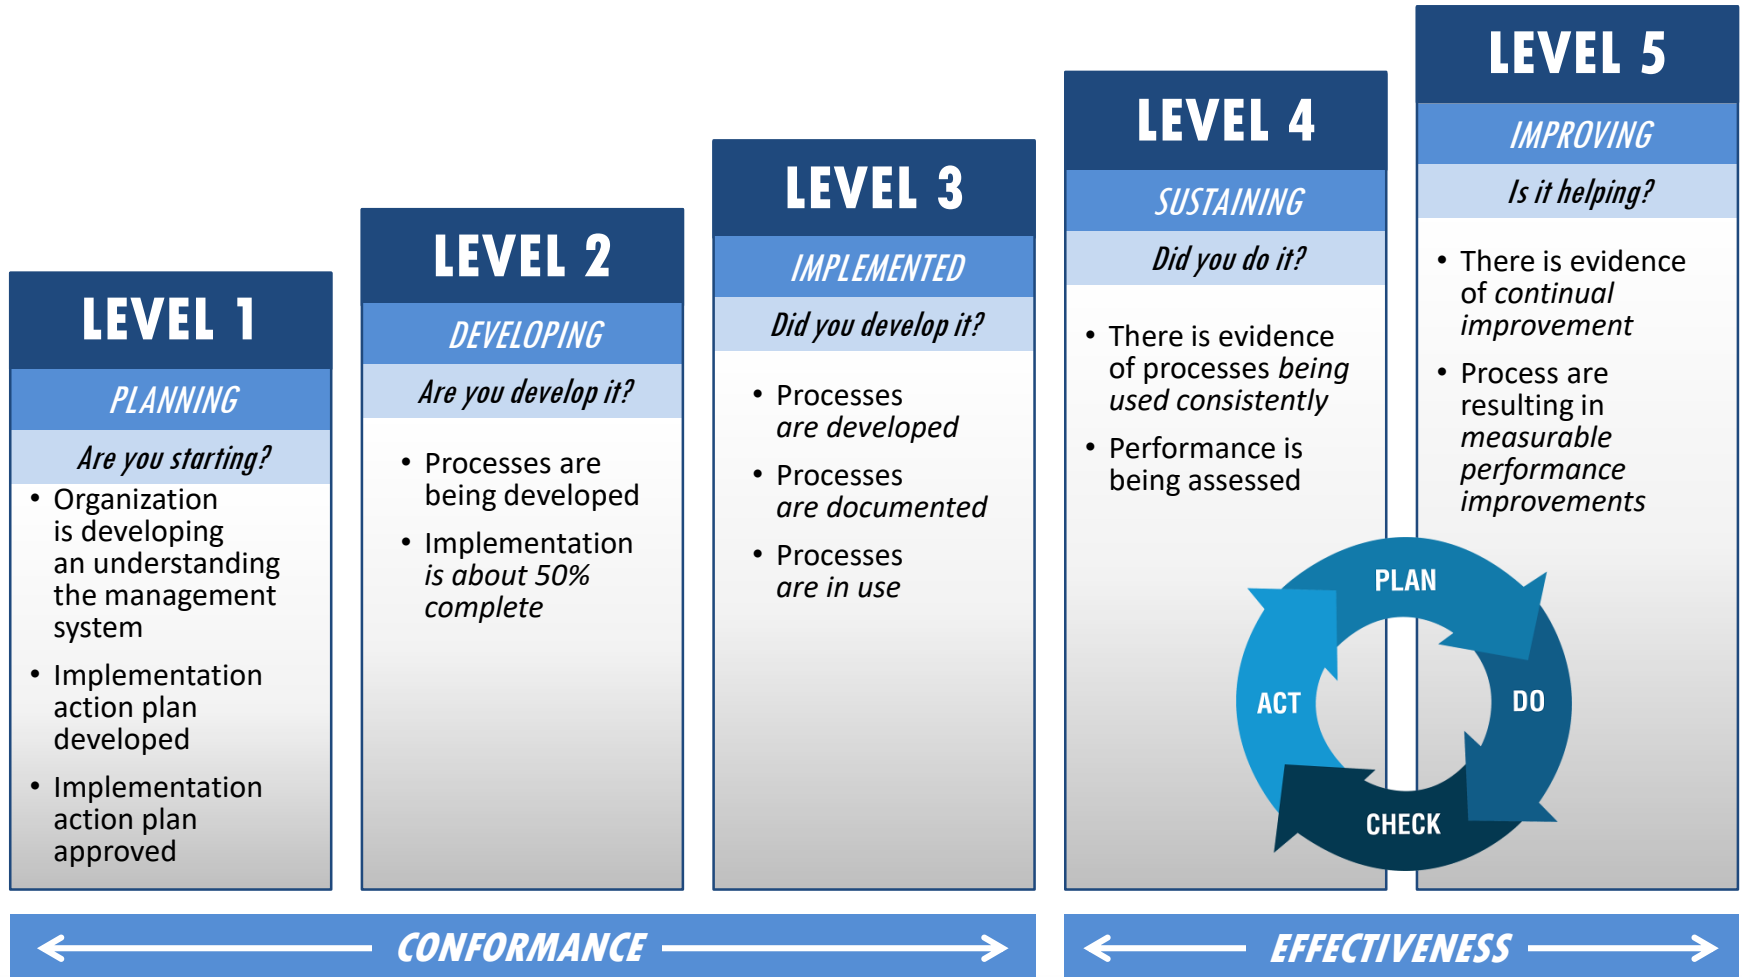 LEVEL 1
PLANNING
Are you starting?
• Organization
is developing
an understanding
the management
system
• Implementation
action plan
developed
• Implementation
action plan
approved
LEVEL 2
DEVELOPING
Are you develop it?
• Processes are
being developed
• Implementation
is about 50%
complete
LEVEL 3
IMPLEMENTED
Did you develop it?
• Processes
are developed
• Processes
are documented
• Processes
are in use
LEVEL 4
SUSTAINING
Did you do it?
• There is evidence
of processes being
used consistently
• Performance is
being assessed
LEVEL 5
IMPROVING
Is it helping?
• There is evidence
of continual
improvement
• Process are
resulting in
measurable
performance
improvements
PLAN
DO
CHECK
ACT
CONFORMANCE
EFFECTIVENESS